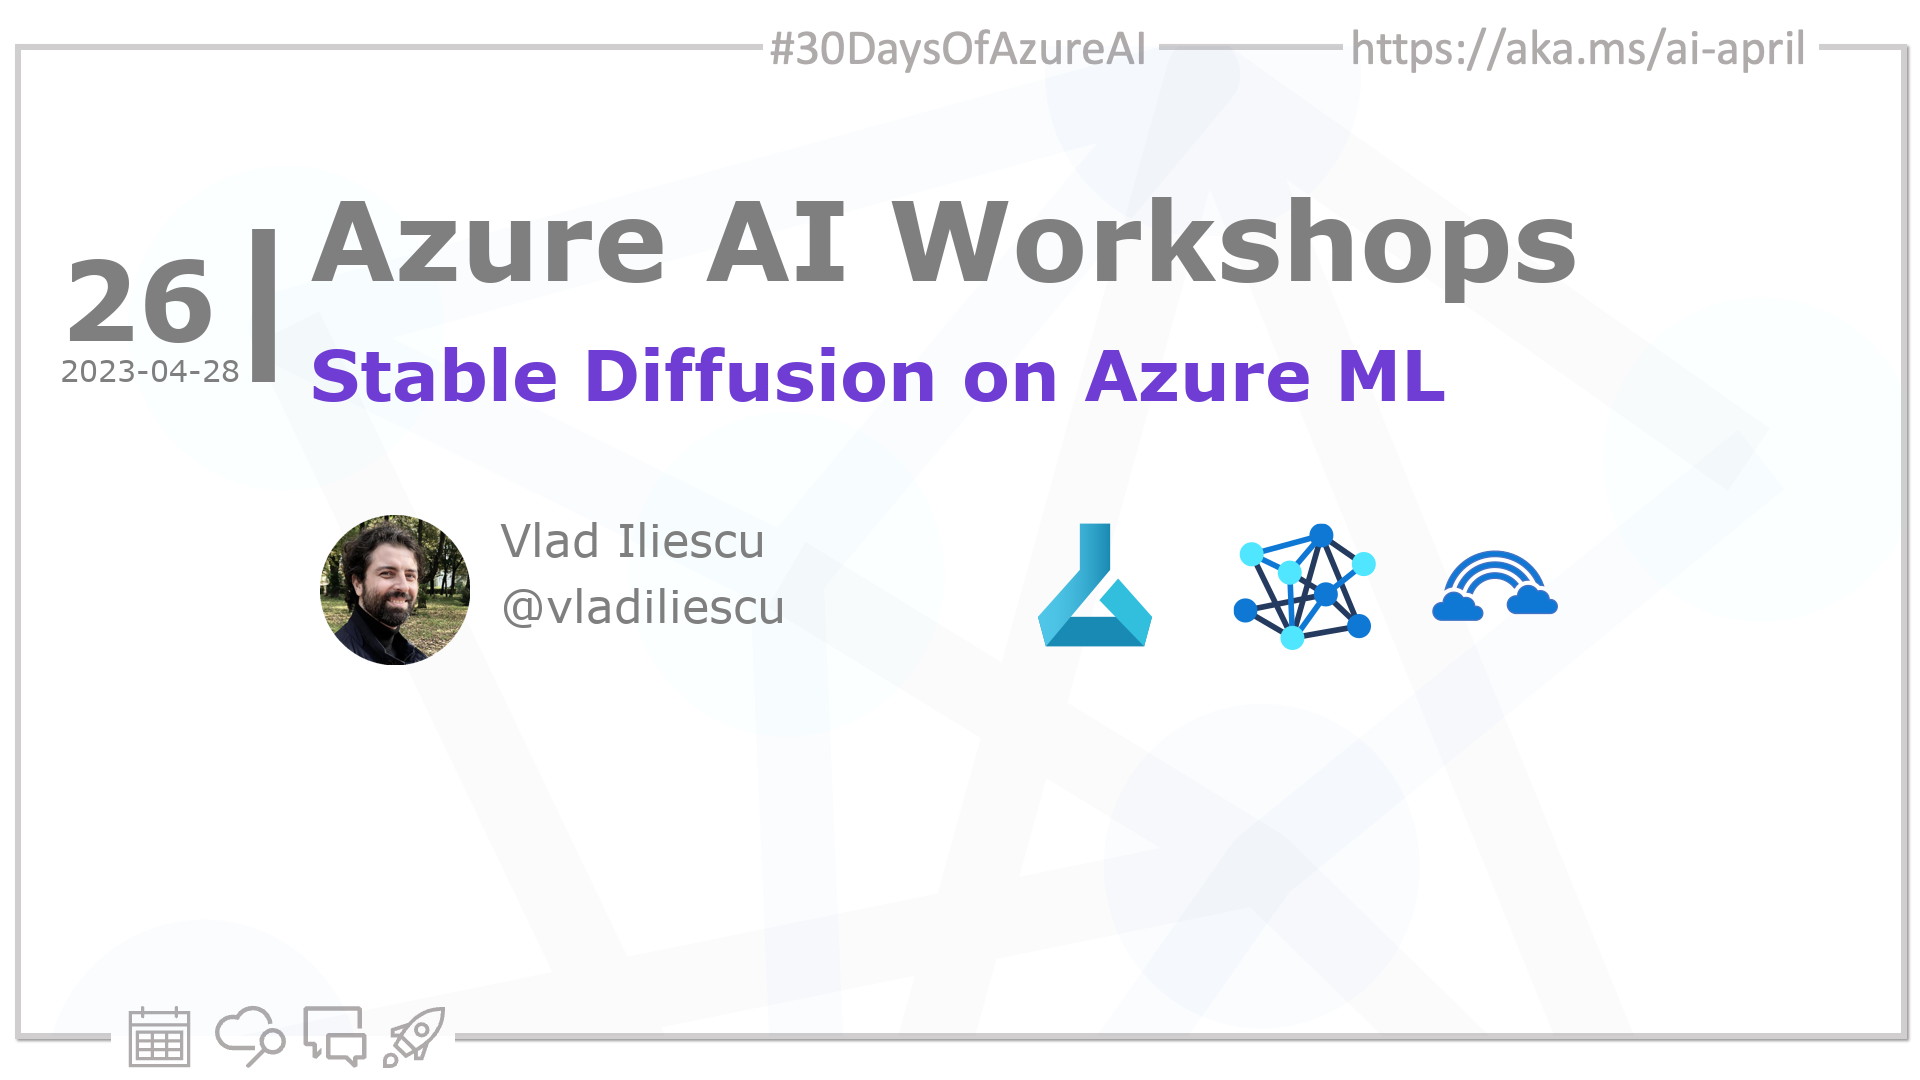 #30DaysOfAzureAI
https://aka.ms/ai-april
26
2023-04-28
Azure AI Workshops
Stable Diffusion on Azure ML
Vlad Iliescu
@vladiliescu